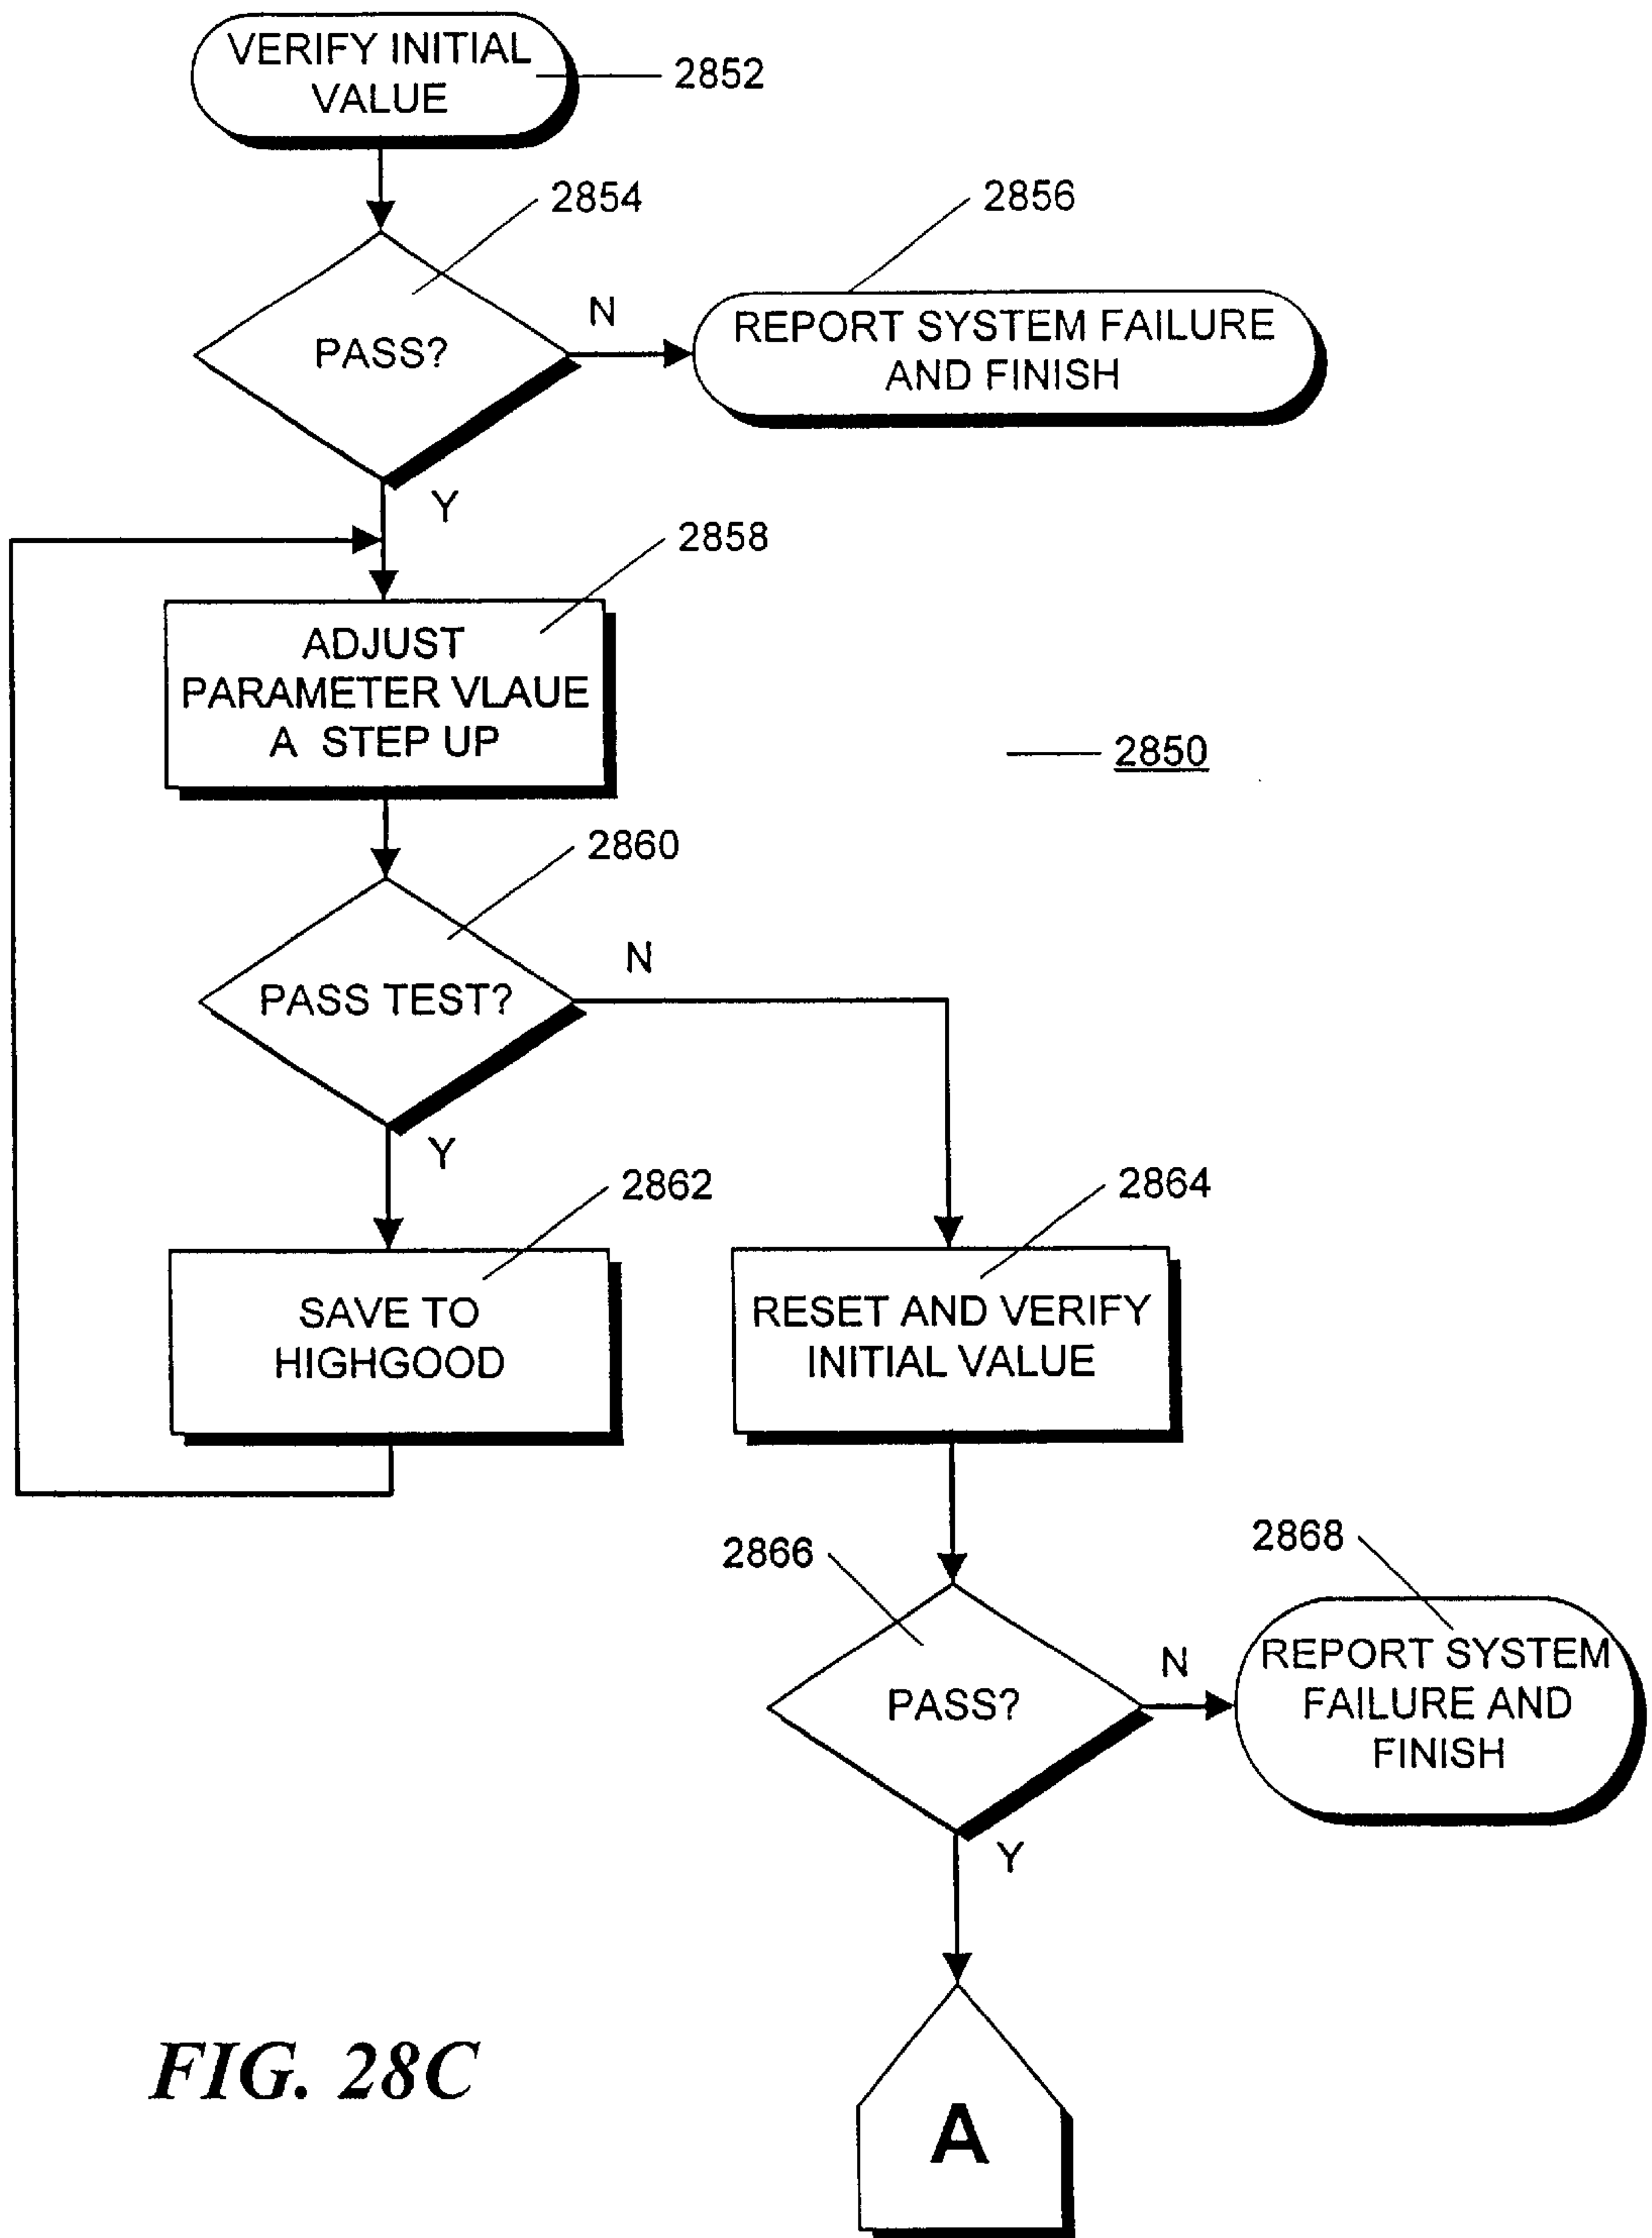 VERIFY INITIAL
VALUE
2852
2854
2856
PASS?
N
REPORT SYSTEM FAILURE
AND FINISH
Y
2858
ADJUST
PARAMETER VLAUE
A STEP UP
2850
2860
PASS TEST?
N
Y
2862
2864
SAVE TO
HIGHGOOD
RESET AND VERIFY
INITIAL VALUE
2866
2868
PASS?
N
REPORT SYSTEM
FAILURE AND
FINISH
Y
FIG. 28C
A